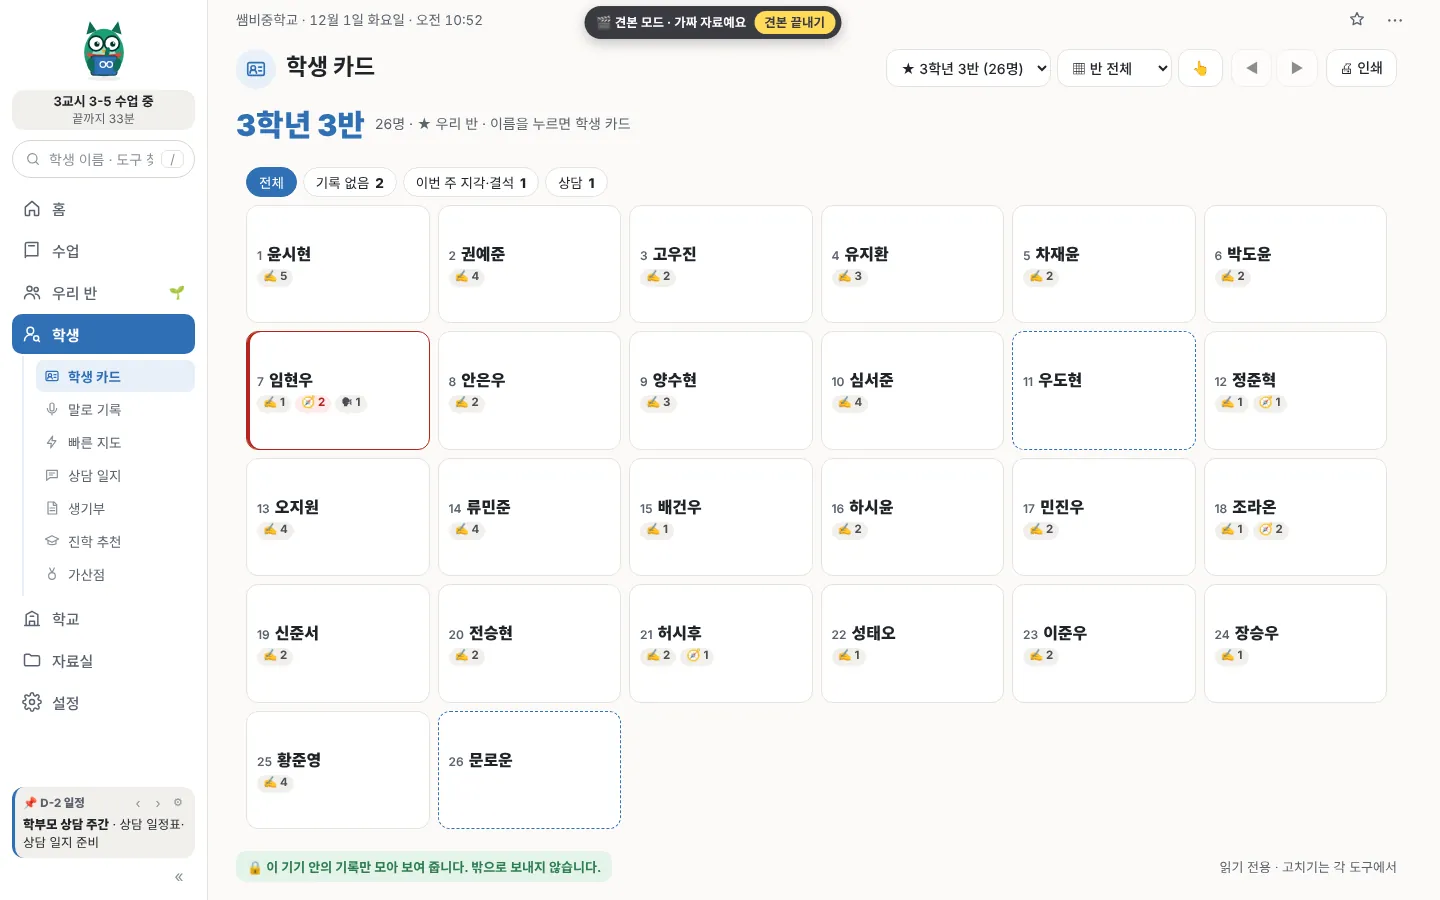 쌤비중학교 · 12월 1일 화요일 · 오전 10:52
견본 모드 · 가짜 자료예요 견본 끝내기
3교시 3-5 수업 중
끝까지 33분
학생 이름 · 도구 찾 /
홈
수업
우리 반
학생
학생 카드
말로 기록
빠른 지도
상담 일지
생기부
진학 추천
가산점
학교
자료실
설정
D-2 일정
학부모 상담 주간 · 상담 일정표·
상담 일지 준비
«
학생 카드
★ 3학년 3반 (26명)
반 전체
인쇄
3학년 3반 26명 · ★ 우리 반 · 이름을 누르면 학생 카드
전체 기록 없음 2 이번 주 지각·결석 1 상담 1
1 윤시현
5
2 권예준
4
3 고우진
2
4 유지환
3
5 차재윤
2
6 박도윤
2
7 임현우
1 2 1
8 안은우
2
9 양수현
3
10 심서준
4
11 우도현
12 정준혁
1 1
13 오지원
4
14 류민준
4
15 배건우
1
16 하시윤
2
17 민진우
2
18 조라온
1 2
19 신준서
2
20 전승현
2
21 허시후
2 1
22 성태오
1
23 이준우
2
24 장승우
1
25 황준영
4
26 문로운
이 기기 안의 기록만 모아 보여 줍니다. 밖으로 보내지 않습니다.
읽기 전용 · 고치기는 각 도구에서